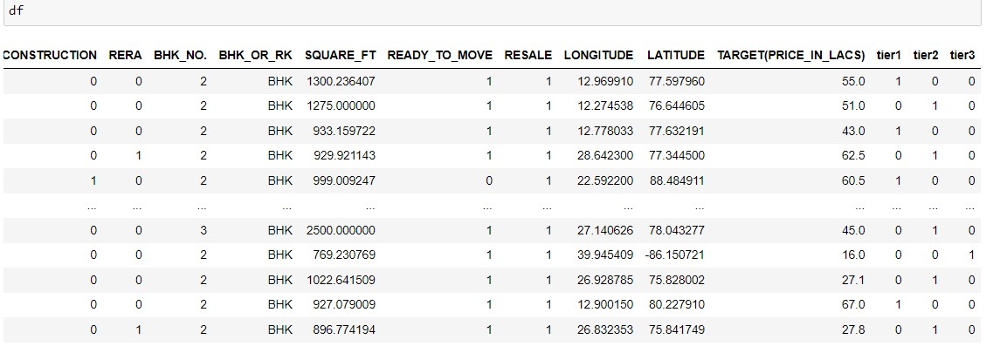 df
CONSTRUCTION RERA BHK_NO. BHK_OR_RK SQUARE_FT READY_TO_MOVE RESALE LONGITUDE LATITUDE TARGET(PRICE_IN_LACS) tier1 tier2 tier3
0 0 2 BHK 1300.236407 1 1 12.969910 77.597960 55.0 1 0 0
0 0 2 BHK 1275.000000 1 1 12.274538 76.644605 51.0 0 1 0
0 0 2 BHK 933.159722 1 1 12.778033 77.632191 43.0 1 0 0
0 1 2 BHK 929.921143 1 1 28.642300 77.344500 62.5 0 1 0
1 0 2 BHK 999.009247 0 1 22.592200 88.484911 60.5 1 0 0
... ... ... ... ... ... ... ... ... ... ... ... ...
0 0 3 BHK 2500.000000 1 1 27.140626 78.043277 45.0 0 1 0
0 0 2 BHK 769.230769 1 1 39.945409 -86.150721 16.0 0 0 1
0 0 2 BHK 1022.641509 1 1 26.928785 75.828002 27.1 0 1 0
0 0 2 BHK 927.079009 1 1 12.900150 80.227910 67.0 1 0 0
0 1 2 BHK 896.774194 1 1 26.832353 75.841749 27.8 0 1 0